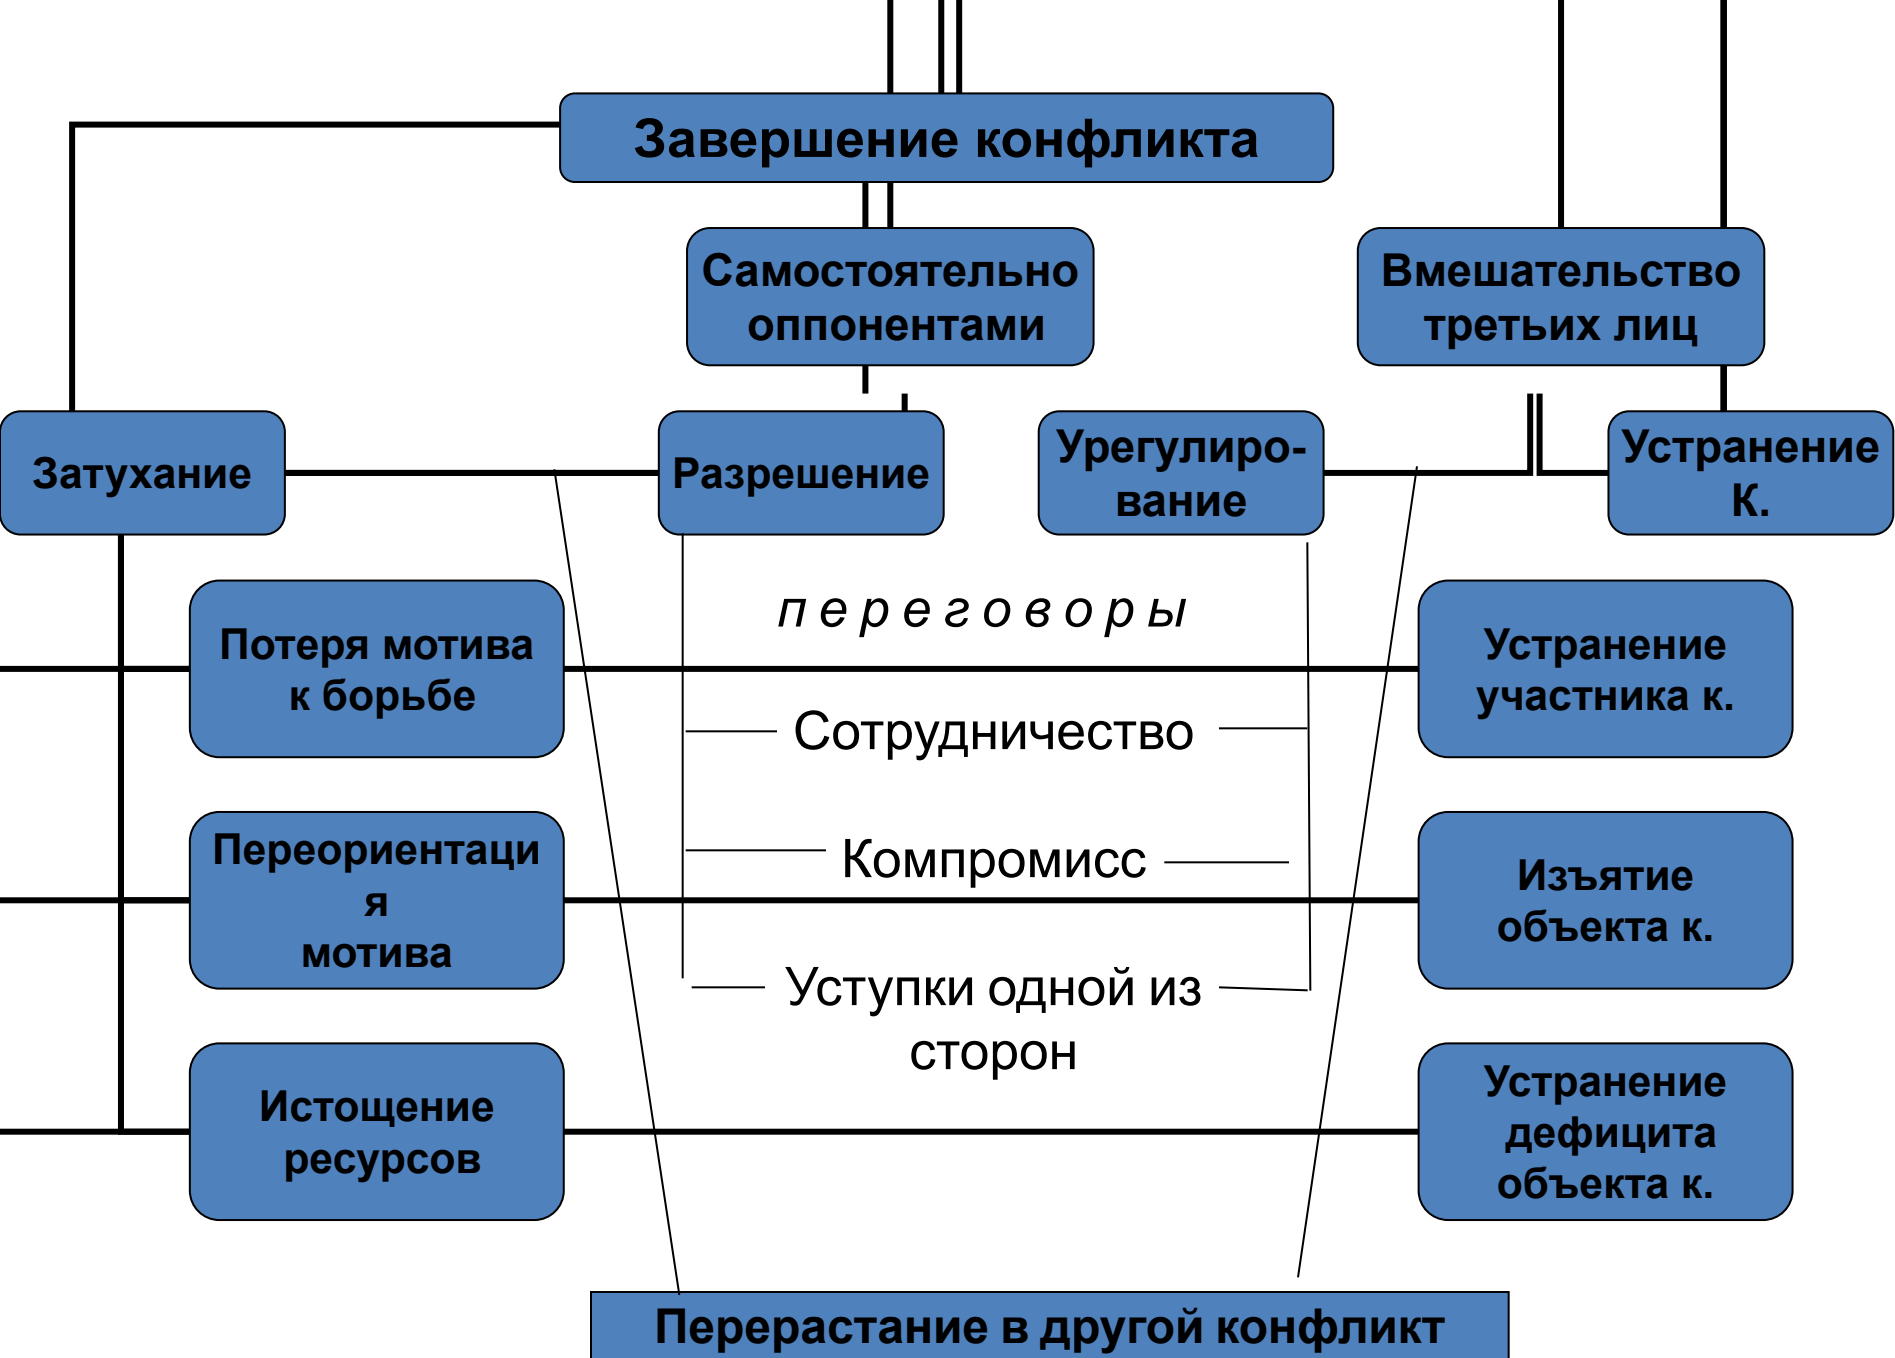 Завершение конфликта
Самостоятельно
оппонентами
Вмешательство
третьих лиц
Затухание
Разрешение
Урегулиро-
вание
Устранение
К.
переговоры
Потеря мотива
к борьбе
Устранение
участника к.
Сотрудничество
Переориентаци
я
мотива
Компромисс
Изъятие
объекта к.
Уступки одной из
сторон
Истощение
ресурсов
Устранение
дефицита
объекта к.
Перерастание в другой конфликт